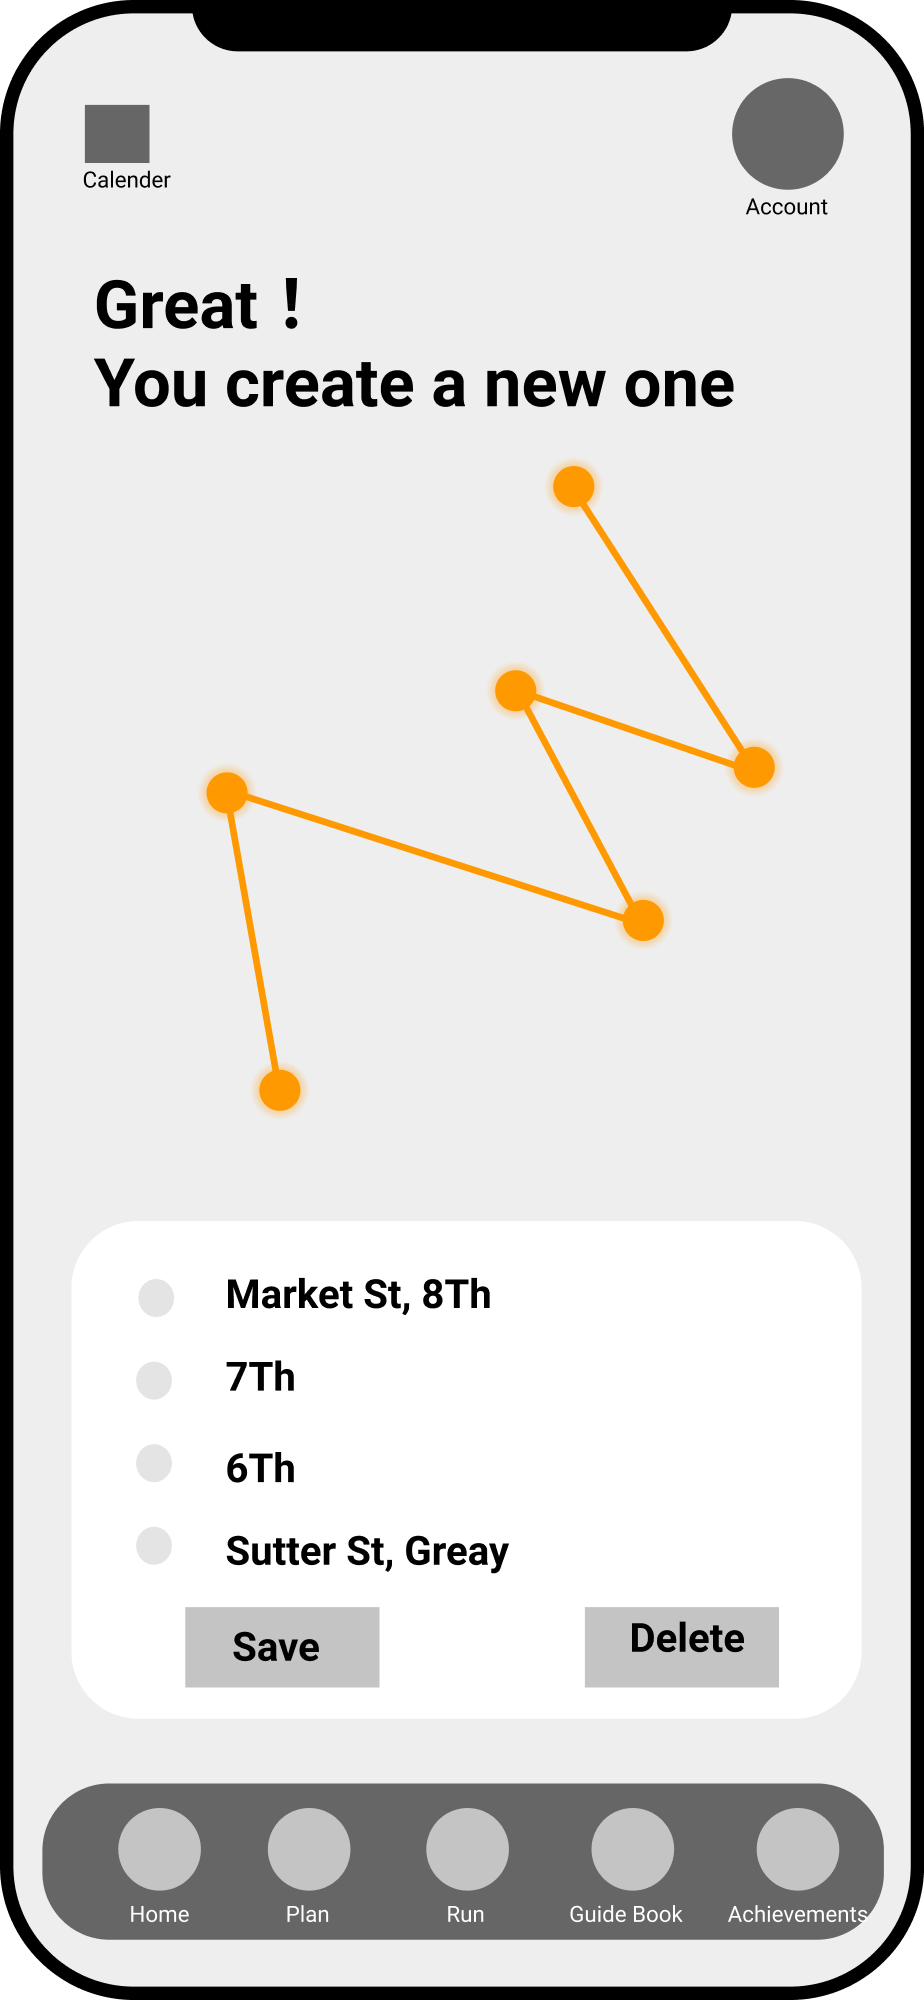 Calender
Account
Great !
You create a new one
Market St, 8Th
7Th
6Th
Sutter St, Greay
Save
Delete
Home
Plan
Run
Guide Book
Achievements